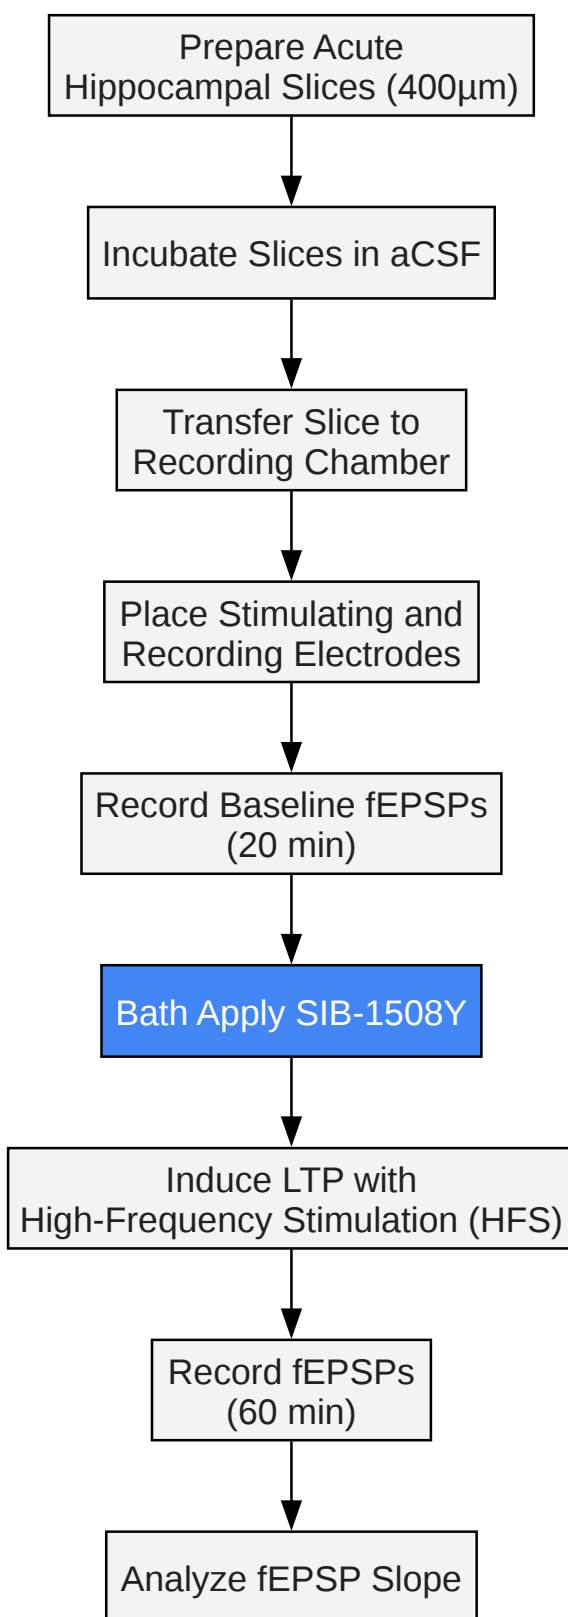 Prepare Acute
Hippocampal Slices (400µm)
Incubate Slices in aCSF
Transfer Slice to
Recording Chamber
Place Stimulating and
Recording Electrodes
Record Baseline fEPSPs
(20 min)
Bath Apply SIB-1508Y
Induce LTP with
High-Frequency Stimulation (HFS)
Record fEPSPs
(60 min)
Analyze fEPSP Slope